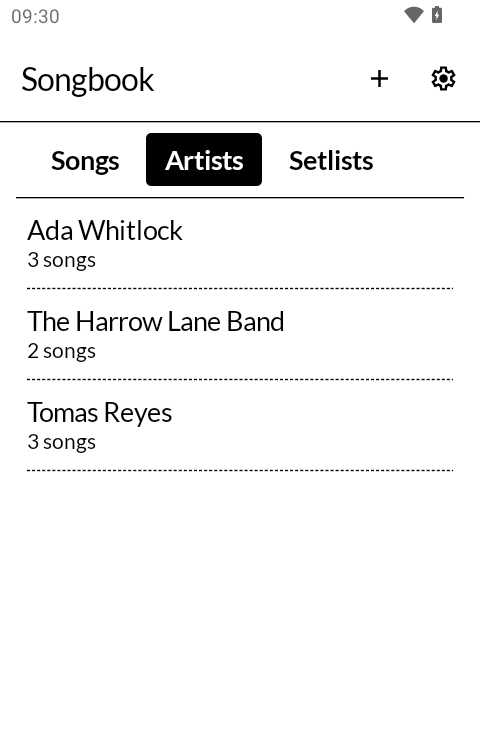 09:30
Songbook
Songs Artists Setlists
Ada Whitlock
3 songs
The Harrow Lane Band
2 songs
Tomas Reyes
3 songs